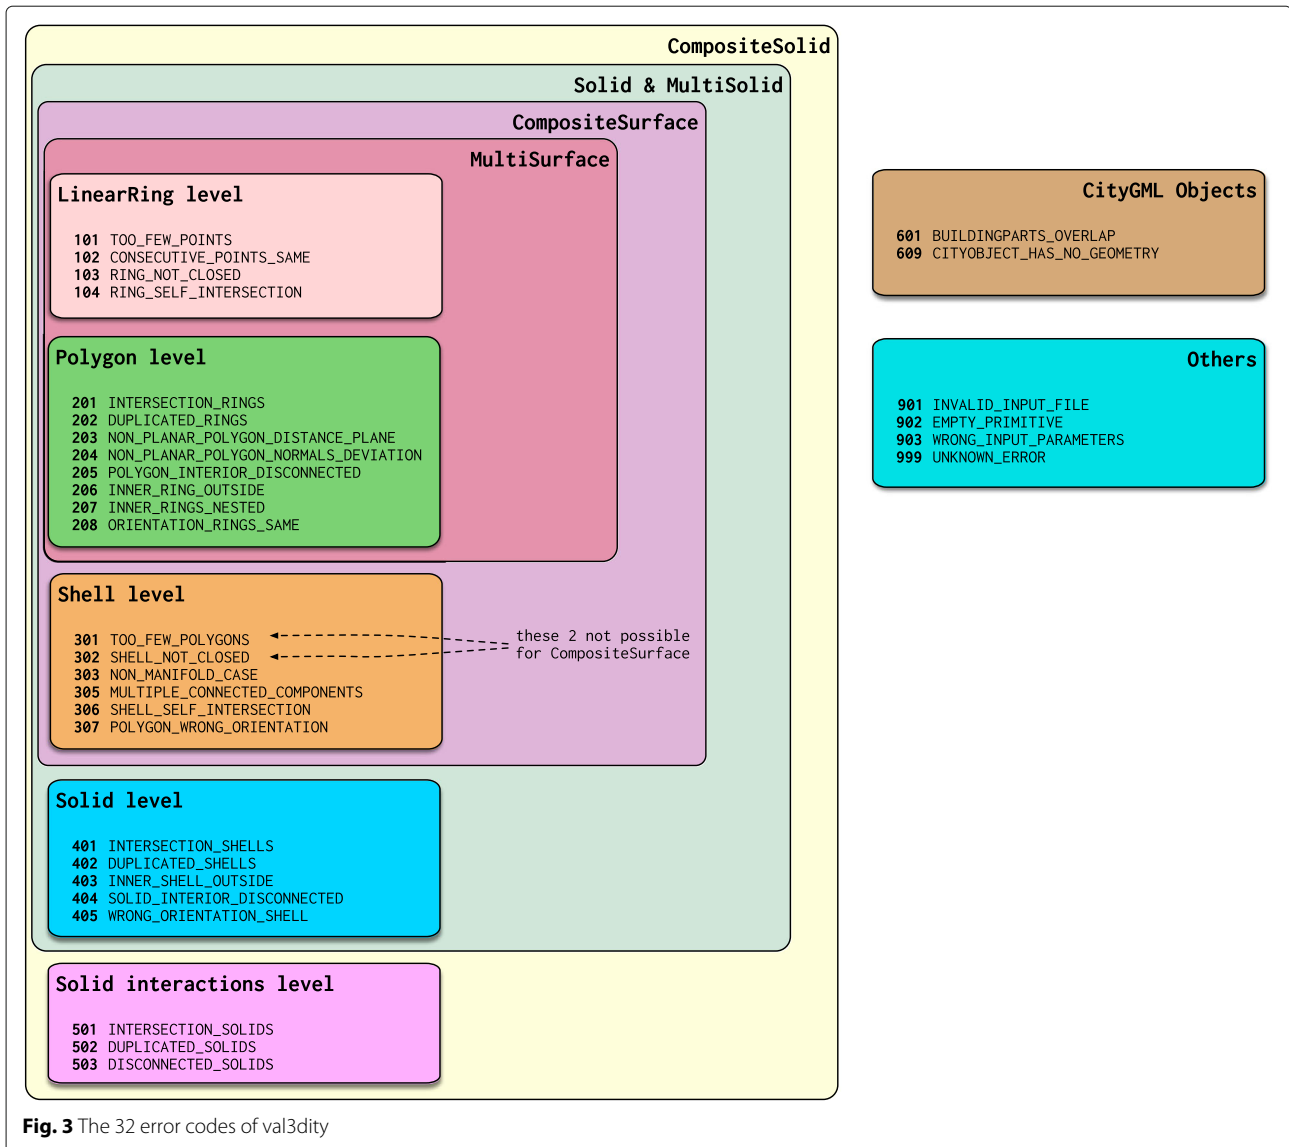 CompositeSolid
Solid & MultiSolid
CompositeSurface
MultiSurface
LinearRing level
101 TOO_FEW_POINTS
102 CONSECUTIVE_POINTS_SAME
103 RING_NOT_CLOSED
104 RING_SELF_INTERSECTION
Polygon level
201 INTERSECTION_RINGS
202 DUPLICATED_RINGS
203 NON_PLANAR_POLYGON_DISTANCE_PLANE
204 NON_PLANAR_POLYGON_NORMALS_DEVIATION
205 POLYGON_INTERIOR_DISCONNECTED
206 INNER_RING_OUTSIDE
207 INNER_RINGS_NESTED
208 ORIENTATION_RINGS_SAME
Shell level
301 TOO_FEW_POLYGONS
302 SHELL_NOT_CLOSED
303 NON_MANIFOLD_CASE
305 MULTIPLE_CONNECTED_COMPONENTS
306 SHELL_SELF_INTERSECTION
307 POLYGON_WRONG_ORIENTATION
these 2 not possible
for CompositeSurface
Solid level
401 INTERSECTION_SHELLS
402 DUPLICATED_SHELLS
403 INNER_SHELL_OUTSIDE
404 SOLID_INTERIOR_DISCONNECTED
405 WRONG_ORIENTATION_SHELL
Solid interactions level
501 INTERSECTION_SOLIDS
502 DUPLICATED_SOLIDS
503 DISCONNECTED_SOLIDS
CityGML Objects
601 BUILDINGPARTS_OVERLAP
609 CITYOBJECT_HAS_NO_GEOMETRY
Others
901 INVALID_INPUT_FILE
902 EMPTY_PRIMITIVE
903 WRONG_INPUT_PARAMETERS
999 UNKNOWN_ERROR
Fig. 3 The 32 error codes of val3dity